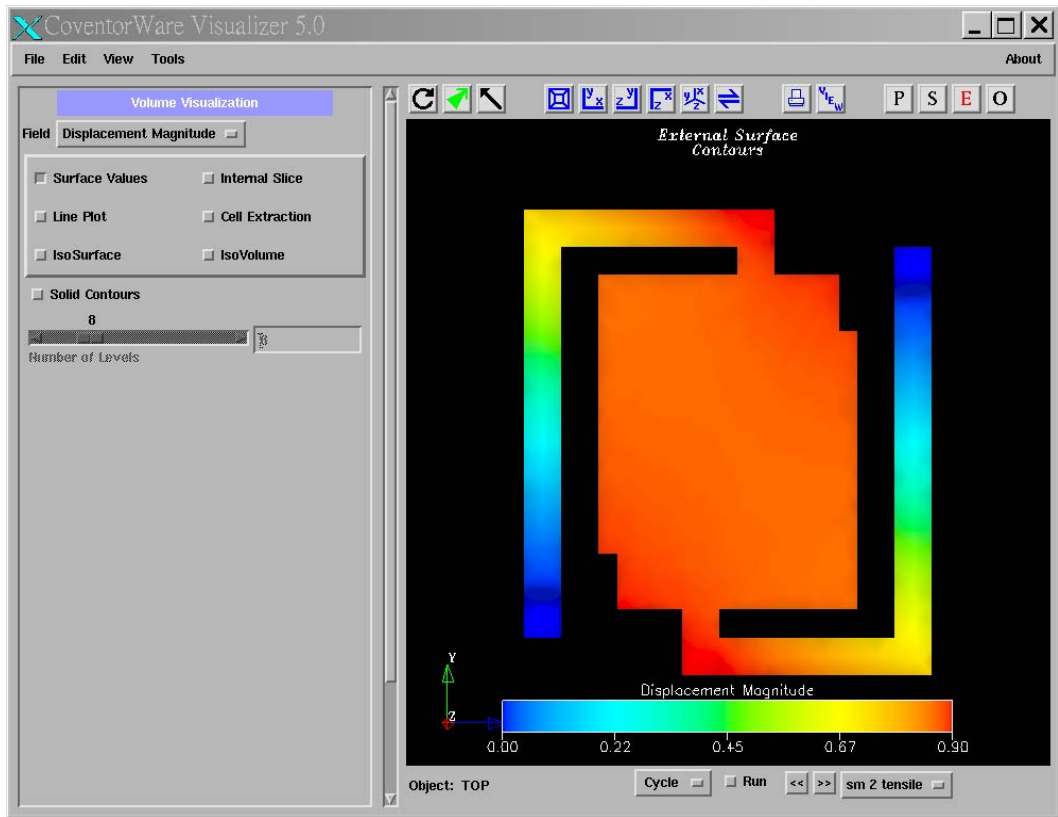 CoventorWare Visualizer 5.0
File Edit View Tools About
Volume Visualization
Field Displacement Magnitude
Surface Values Internal Slice
Line Plot Cell Extraction
IsoSurface IsoVolume
Solid Contours
8
8
Number of Levels
y x z y z x y x z VIEW P S E O
External Surface
Contours
Y
Z
Displacement Magnitude
0.00 0.22 0.45 0.67 0.90
Object: TOP Cycle Run << >> sm 2 tensile